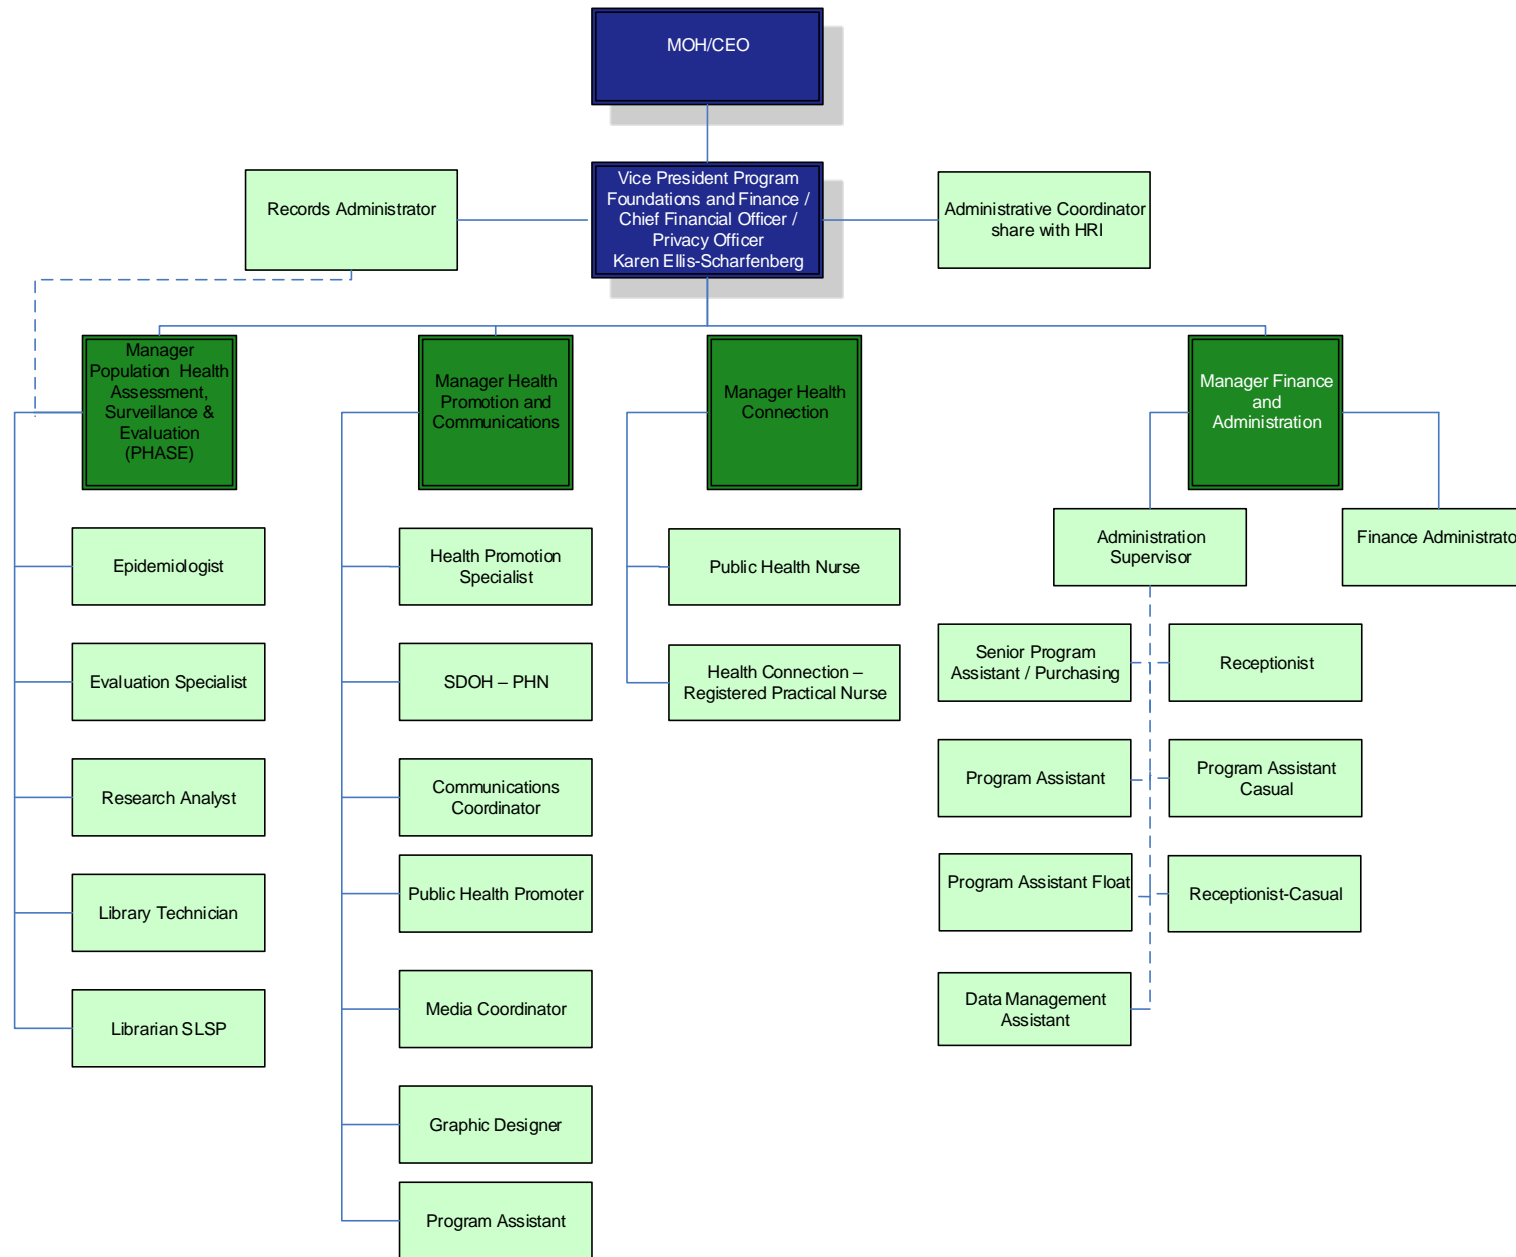 MOH/CEO
Records Administrator
Vice President Program
Foundations and Finance /
Chief Financial Officer /
Privacy Officer
Karen Ellis-Scharfenberg
Administrative Coordinator
share with HRI
Manager
Population Health
Assessment,
Surveillance &
Evaluation
(PHASE)
Manager Health
Promotion and
Communications
Manager Health
Connection
Manager Finance
and
Administration
Epidemiologist
Evaluation Specialist
Research Analyst
Library Technician
Librarian SLSP
Health Promotion
Specialist
SDOH – PHN
Communications
Coordinator
Public Health Promoter
Media Coordinator
Graphic Designer
Program Assistant
Public Health Nurse
Health Connection –
Registered Practical Nurse
Administration
Supervisor
Finance Administrato
Senior Program
Assistant / Purchasing
Receptionist
Program Assistant
Program Assistant
Casual
Program Assistant Float
Receptionist-Casual
Data Management
Assistant